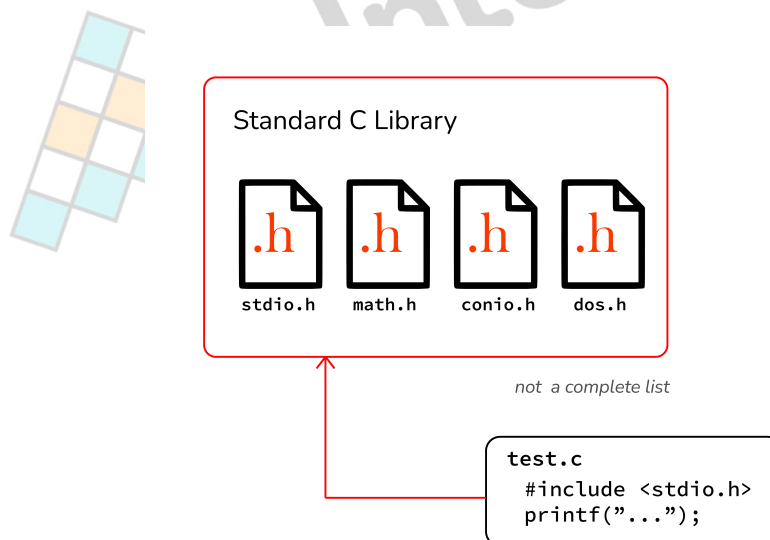 Standard C Library
.h .h .h .h
stdio.h math.h conio.h dos.h
not a complete list
test.c
#include <stdio.h>
printf(”...”);